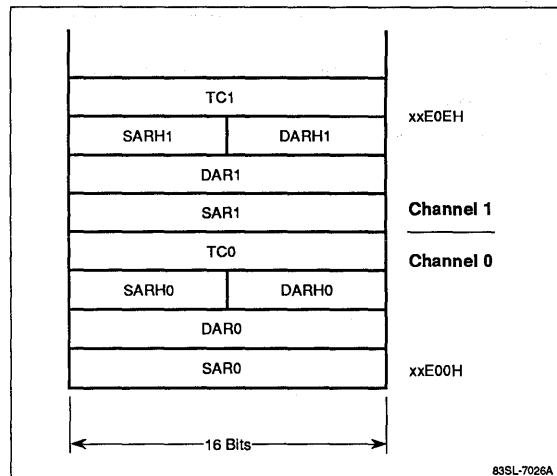 TC1
xxE0EH
SARH1 DARH1
DAR1
SAR1
Channel 1
TC0
Channel 0
SARH0 DARH0
DAR0
SAR0
xxE00H
16 Bits
83SL-7026A